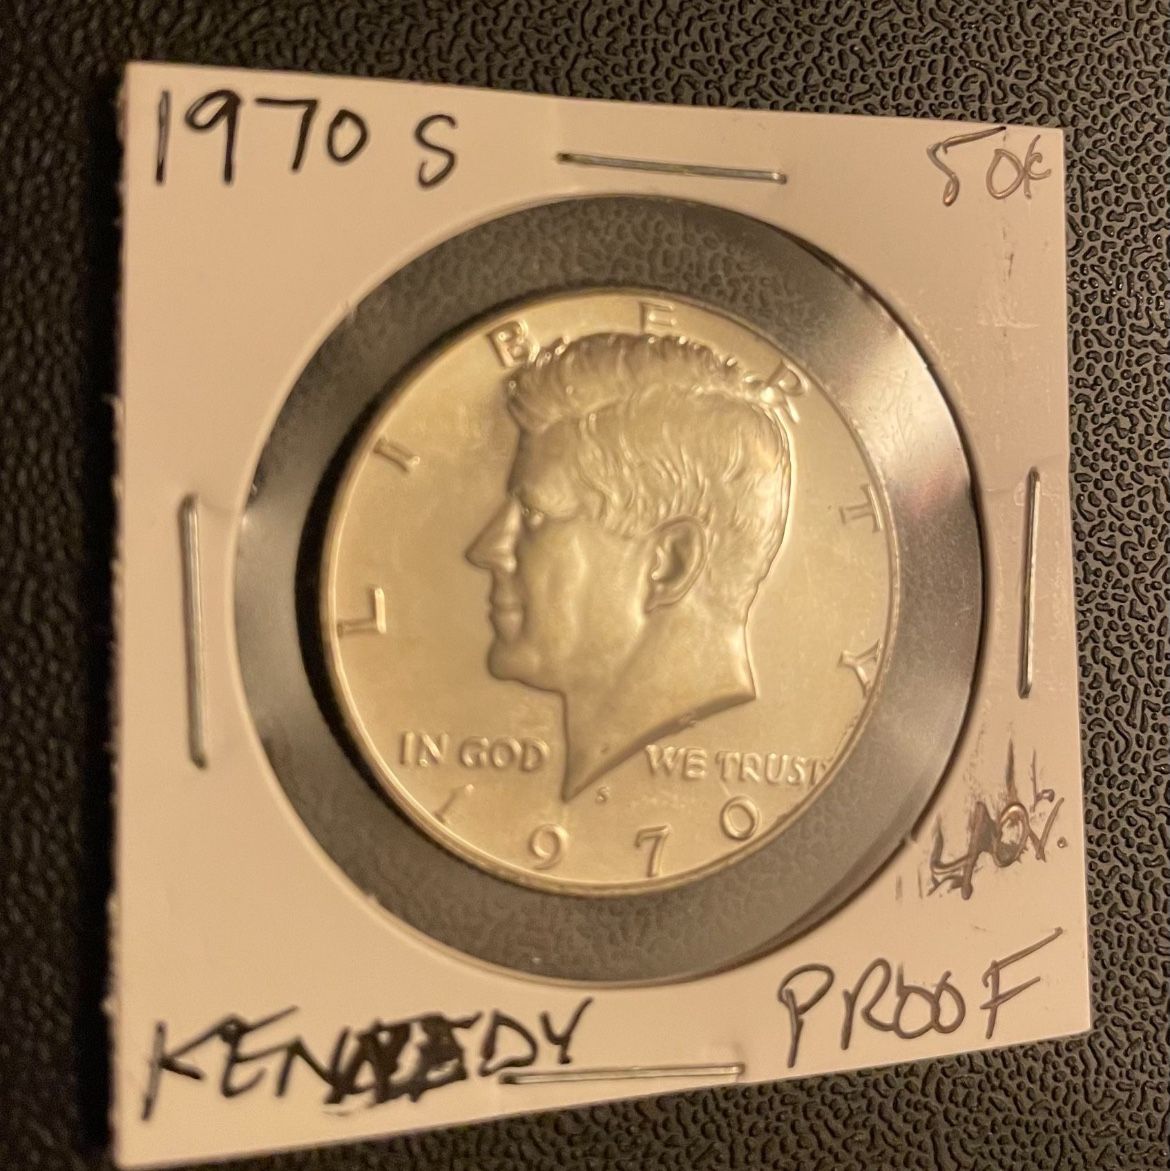 1970 S
50¢
LIBERTY
IN GOD WE TRUST
S
1970
40%
KENNEDY
PROOF